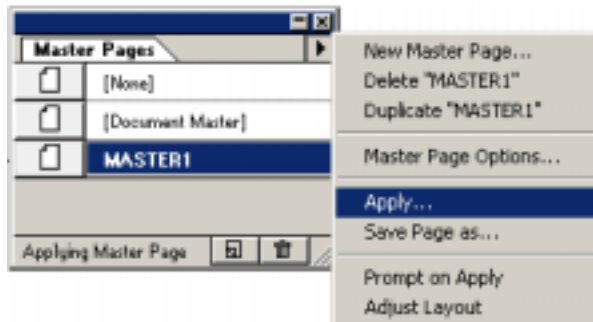 Master Pages
[None]
[Document Master]
MASTER1
Applying Master Page
New Master Page...
Delete "MASTER1"
Duplicate "MASTER1"
Master Page Options...
Apply...
Save Page as...
Prompt on Apply
Adjust Layout